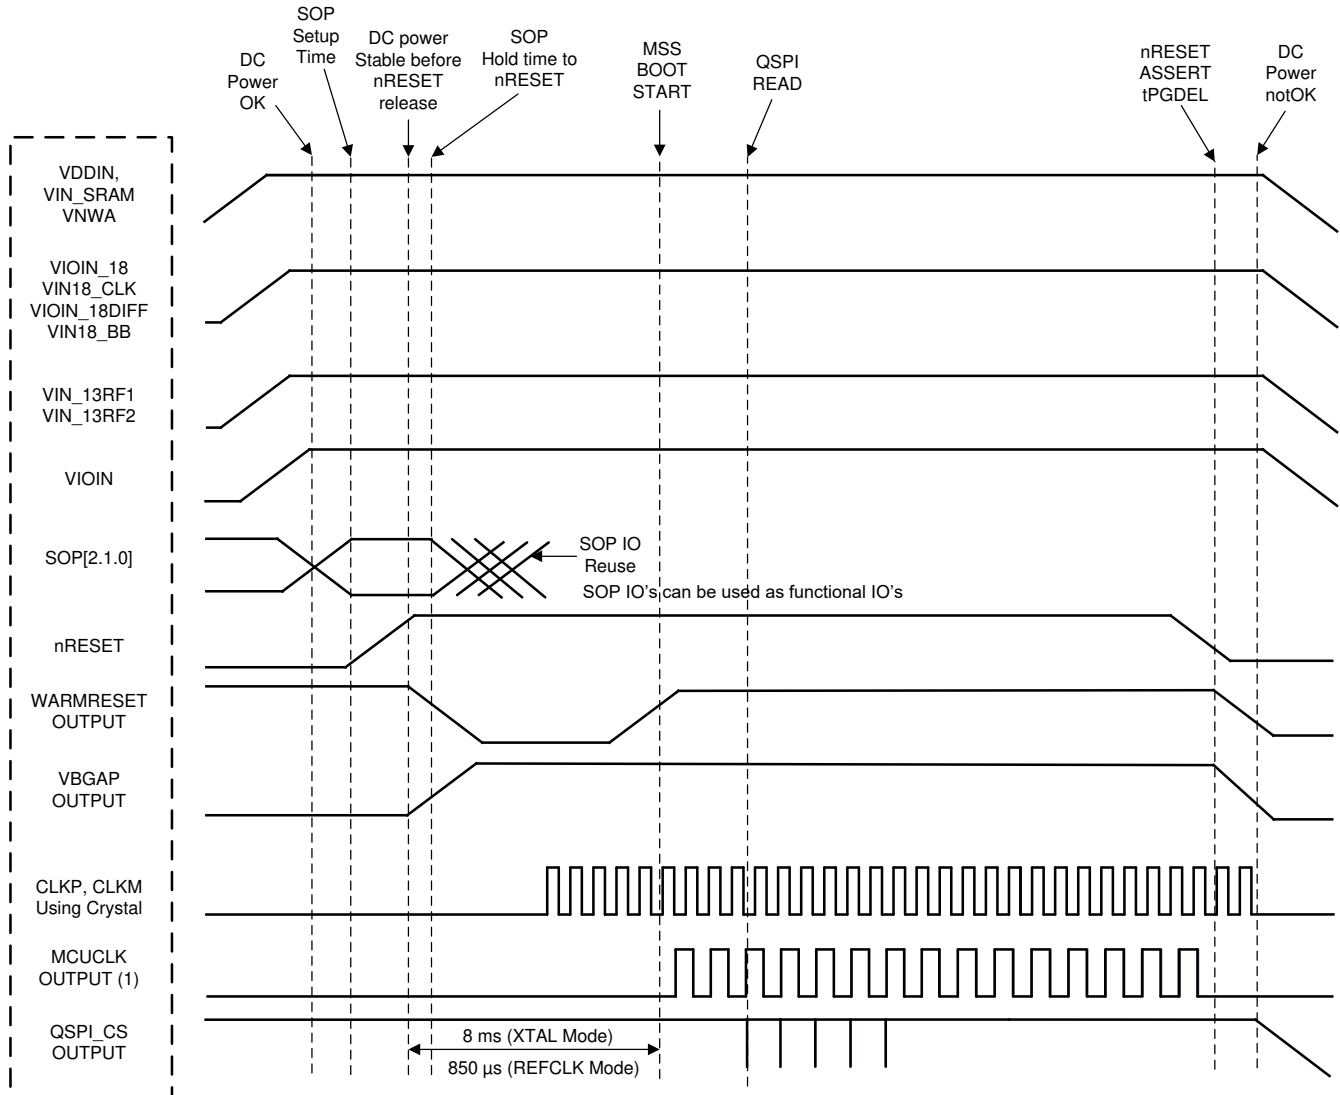 SOP
Setup
Time
DC
Power
OK
DC power
Stable before
nRESET
release
SOP
Hold time to
nRESET
MSS
BOOT
START
QSPI
READ
nRESET
ASSERT
tPGDEL
DC
Power
notOK
VDDIN,
VIN_SRAM
VNWA
VIOIN_18
VIN18_CLK
VIOIN_18DIFF
VIN18_BB
VIN_13RF1
VIN_13RF2
VIOIN
SOP[2.1.0]
SOP IO
Reuse
SOP IO's can be used as functional IO's
nRESET
WARMRESET
OUTPUT
VBGAP
OUTPUT
CLKP, CLKM
Using Crystal
MCUCLK
OUTPUT (1)
QSPI_CS
OUTPUT
8 ms (XTAL Mode)
850 µs (REFCLK Mode)